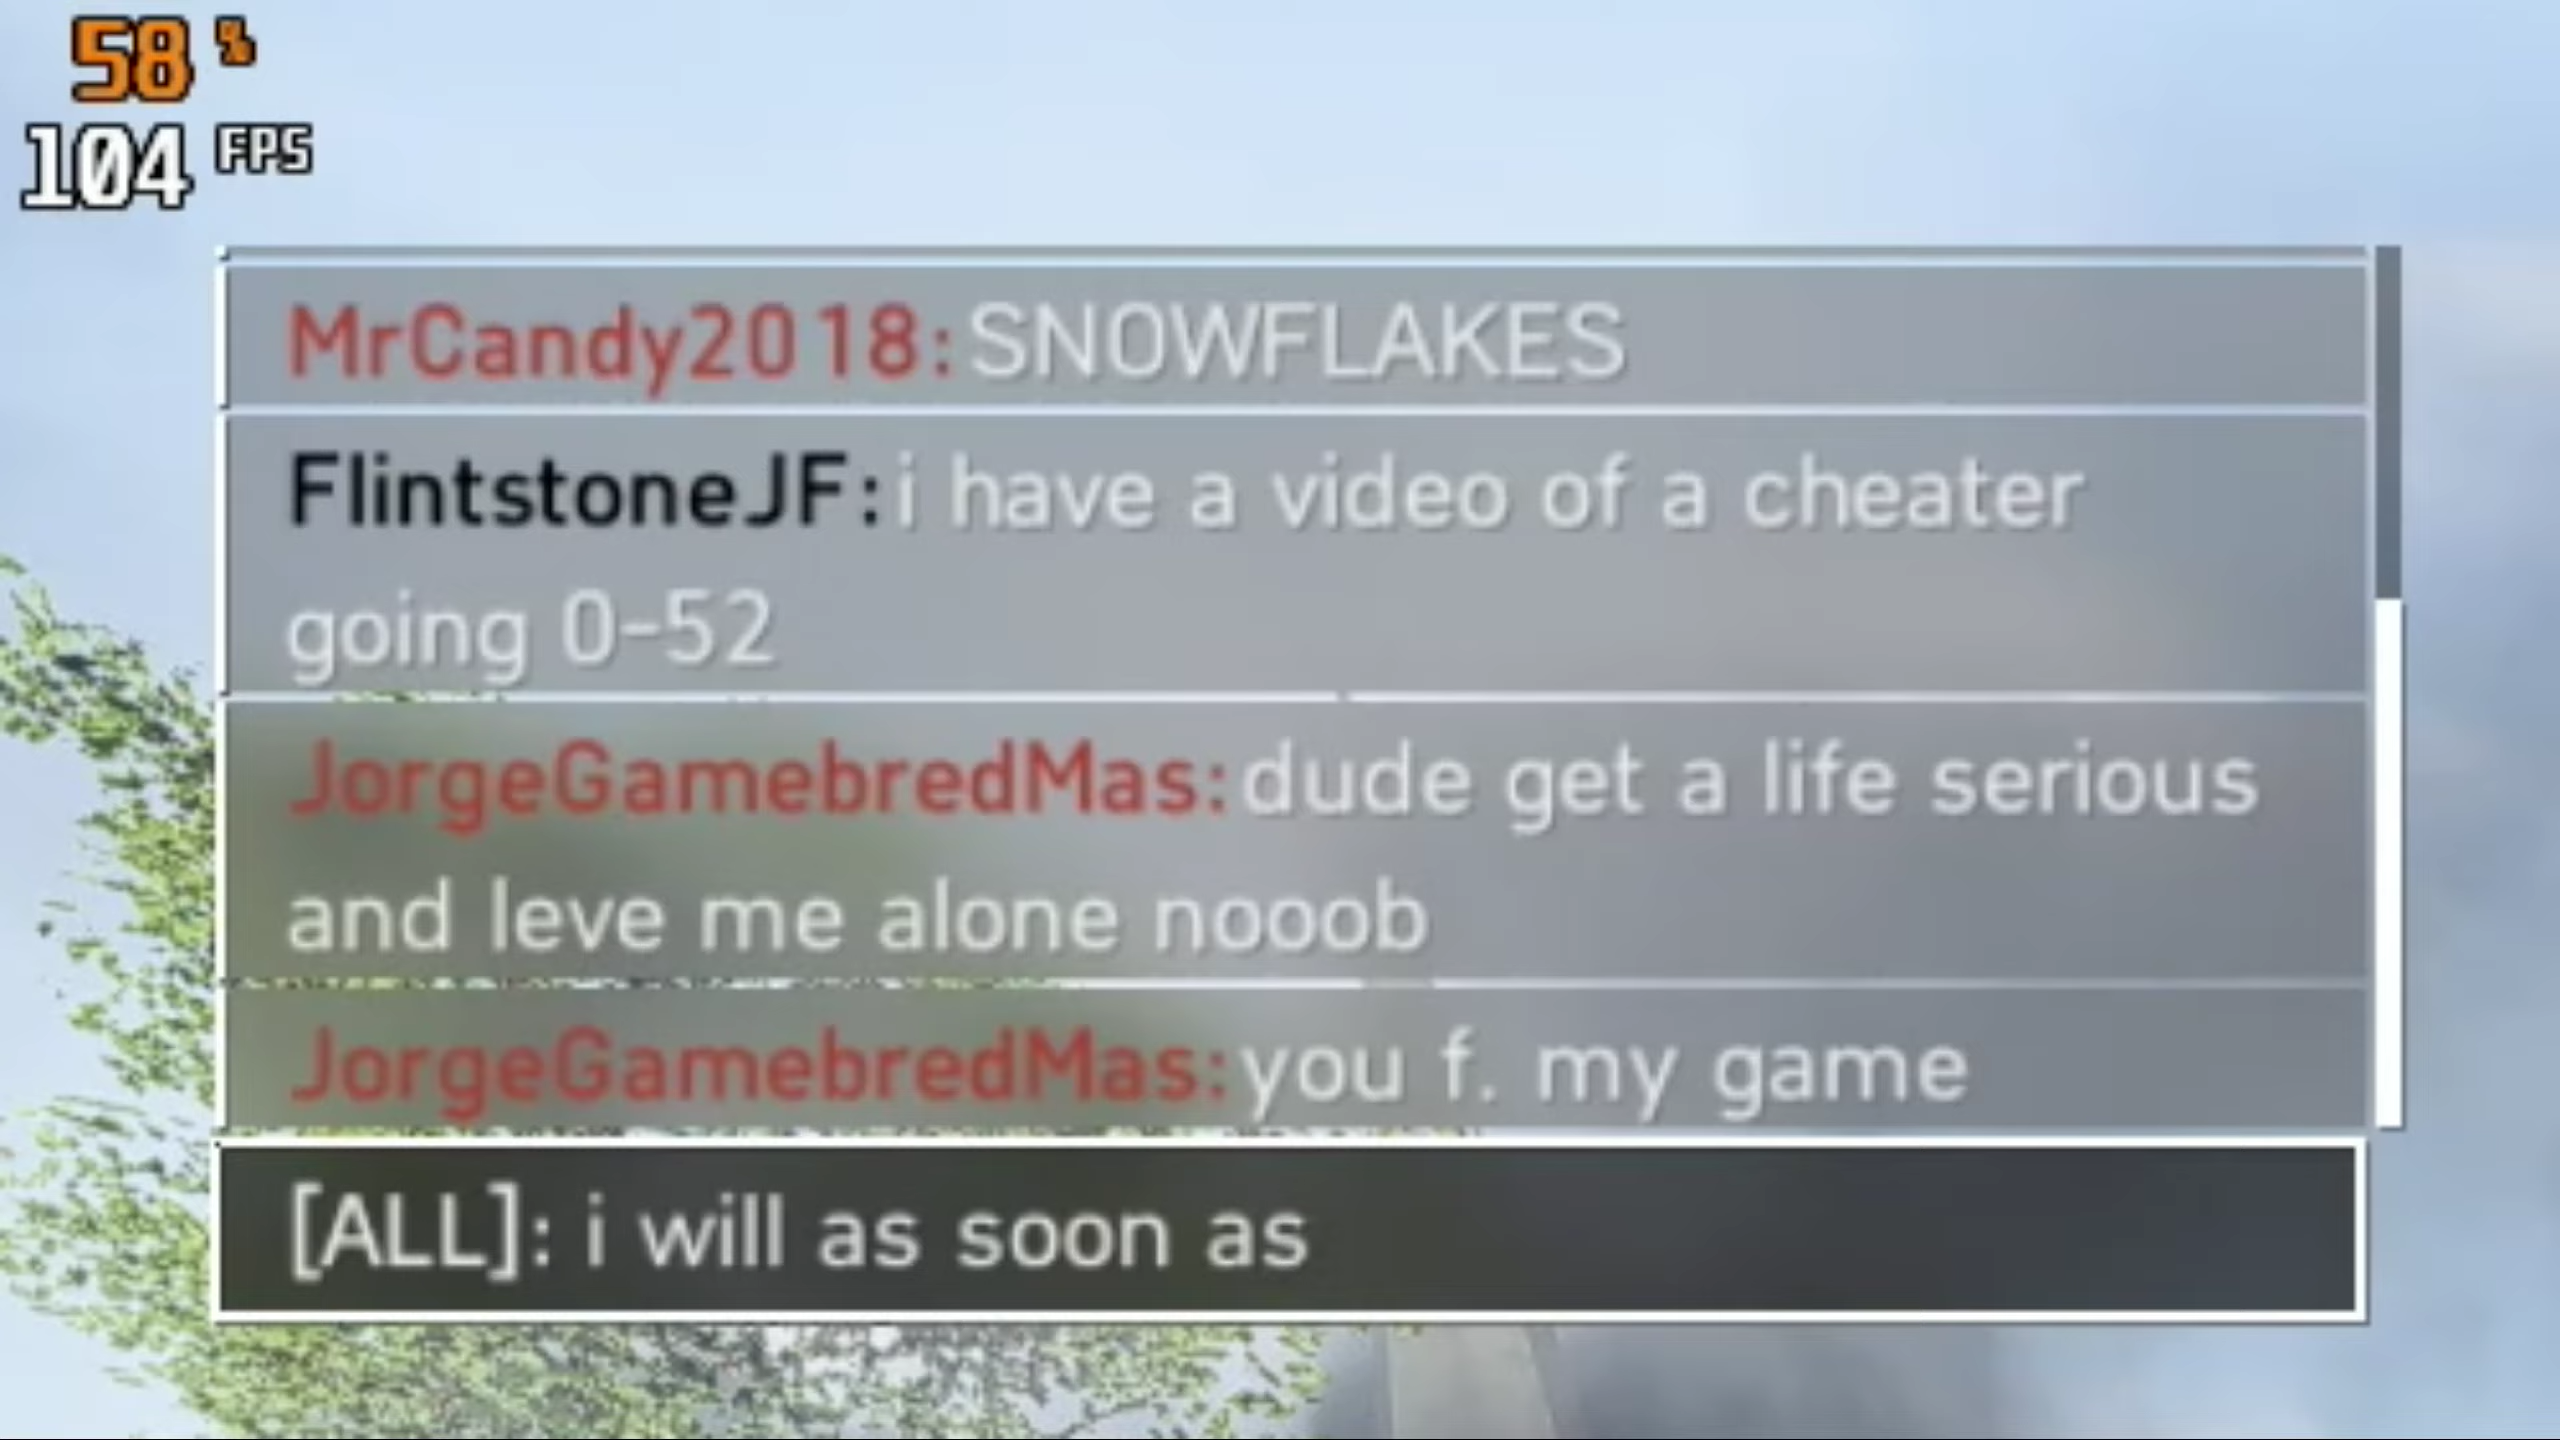 58 %
104 FPS
MrCandy2018: SNOWFLAKES
FlintstoneJF: i have a video of a cheater
going 0-52
JorgeGamebredMas: dude get a life serious
and leve me alone nooob
JorgeGamebredMas: you f. my game
[ALL]: i will as soon as